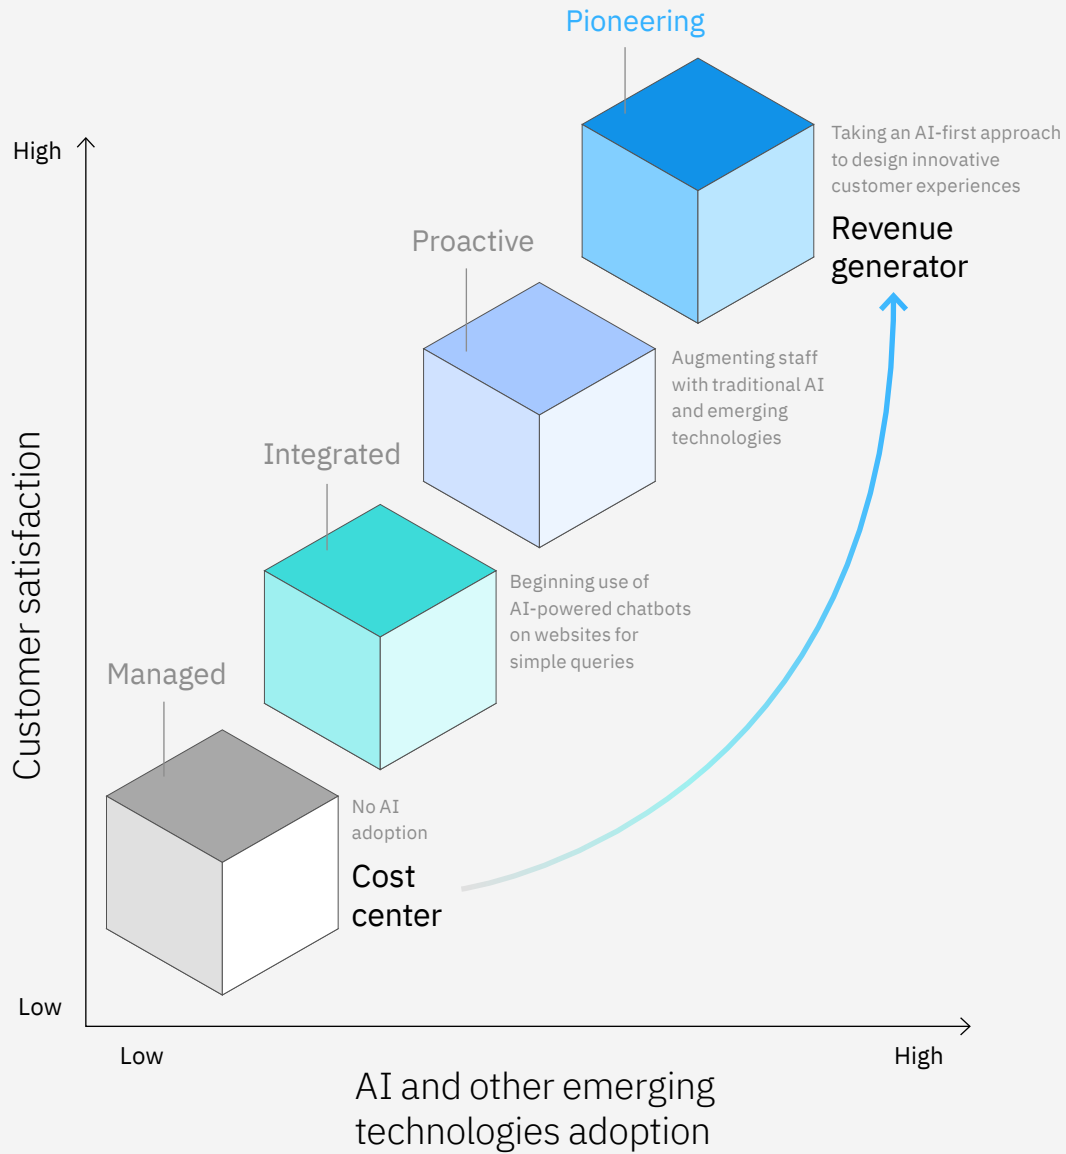 Pioneering
High
Taking an AI-first approach
to design innovative
customer experiences
Revenue
generator
Proactive
Augmenting staff
with traditional AI
and emerging
technologies
Integrated
Beginning use of
AI-powered chatbots
on websites for
simple queries
Customer satisfaction
Managed
No AI
adoption
Cost
center
Low
Low
High
AI and other emerging
technologies adoption